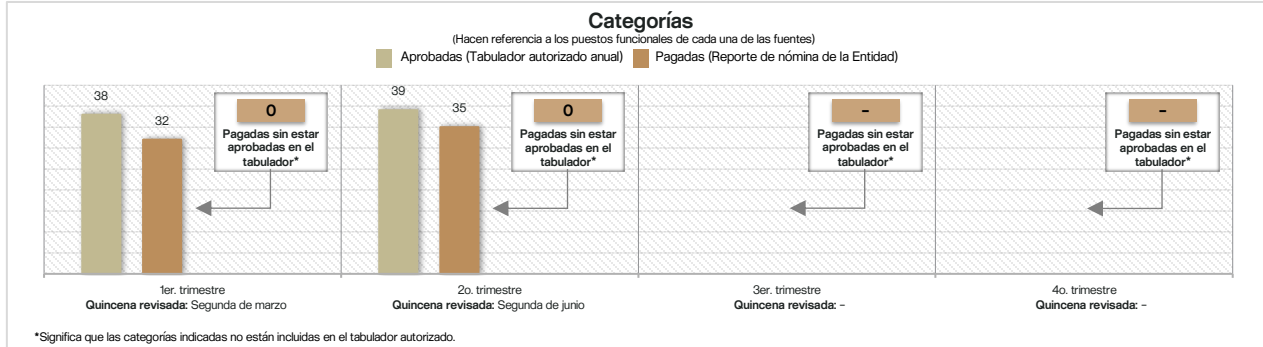 Categorías
(Hacen referencia a los puestos funcionales de cada una de las fuentes)
Aprobadas (Tabulador autorizado anual) Pagadas (Reporte de nómina de la Entidad)
38
32
0
Pagadas sin estar
aprobadas en el
tabulador*
39
35
0
Pagadas sin estar
aprobadas en el
tabulador*
-
Pagadas sin estar
aprobadas en el
tabulador*
-
Pagadas sin estar
aprobadas en el
tabulador*
1er. trimestre
Quincena revisada: Segunda de marzo
2o. trimestre
Quincena revisada: Segunda de junio
3er. trimestre
Quincena revisada: -
4o. trimestre
Quincena revisada: -
*Significa que las categorías indicadas no están incluidas en el tabulador autorizado.